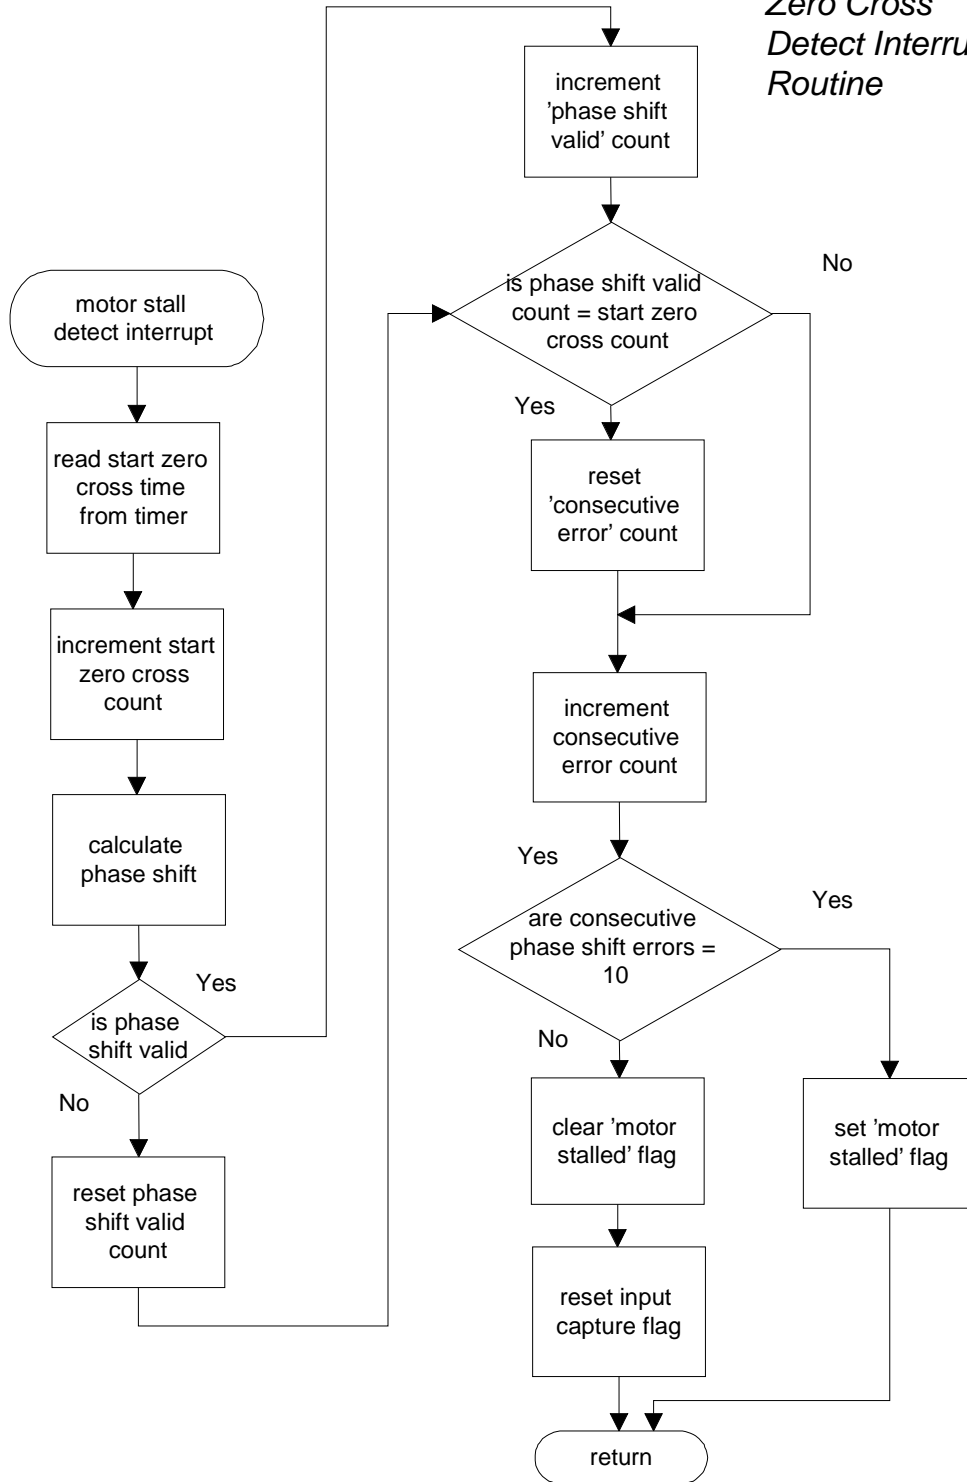 Zero Cross
Detect Interru
Routine
motor stall
detect interrupt
read start zero
cross time
from timer
increment start
zero cross
count
calculate
phase shift
is phase
shift valid
Yes
No
reset phase
shift valid
count
increment
'phase shift
valid' count
is phase shift valid
count = start zero
cross count
No
Yes
reset
'consecutive
error' count
increment
consecutive
error count
Yes
are consecutive
phase shift errors =
10
Yes
No
clear 'motor
stalled' flag
set 'motor
stalled' flag
reset input
capture flag
return